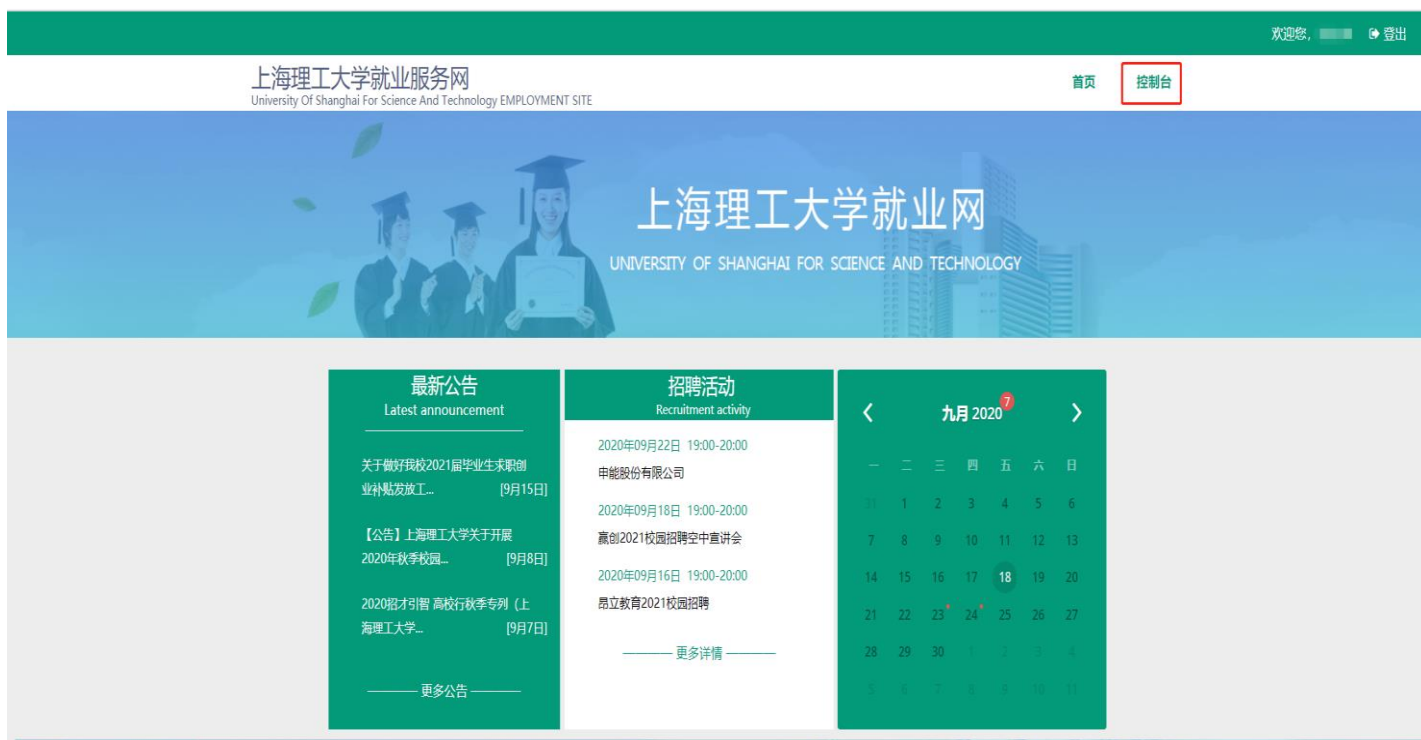 欢迎您, 登出
上海理工大学就业服务网
University Of Shanghai For Science And Technology EMPLOYMENT SITE
首页 控制台
上海理工大学就业网
UNIVERSITY OF SHANGHAI FOR SCIENCE AND TECHNOLOGY
最新公告
Latest announcement
关于做好我校2021届毕业生求职创
业补贴发放工... [9月15日]
【公告】上海理工大学关于开展
2020年秋季校园... [9月8日]
2020招才引智 高校行秋季专列（上
海理工大学... [9月7日]
更多公告
招聘活动
Recruitment activity
2020年09月22日 19:00-20:00
申能股份有限公司
2020年09月18日 19:00-20:00
赢创2021校园招聘空中宣讲会
2020年09月16日 19:00-20:00
昂立教育2021校园招聘
更多详情
九月 2020 7
一 二 三 四 五 六 日
31 1 2 3 4 5 6
7 8 9 10 11 12 13
14 15 16 17 18 19 20
21 22 23 24 25 26 27
28 29 30 1 2 3 4
5 6 7 8 9 10 11